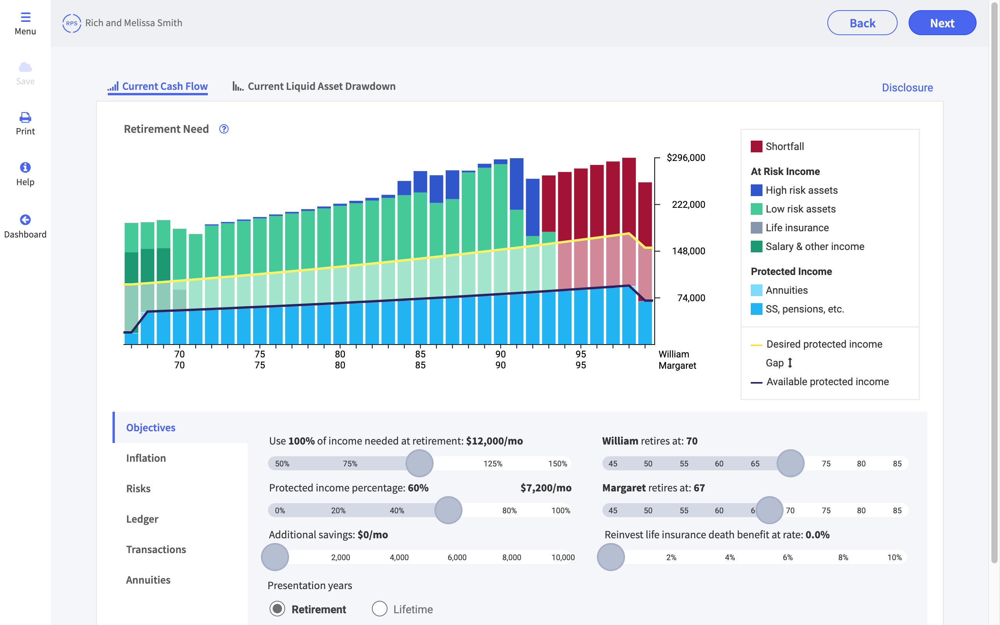 Menu
Save
Print
Help
Dashboard
RPS Rich and Melissa Smith
Back
Next
Current Cash Flow
Current Liquid Asset Drawdown
Disclosure
Retirement Need ?
$296,000
222,000
148,000
74,000
70 75 80 85 90 95 William
70 75 80 85 90 95 Margaret
Shortfall
At Risk Income
High risk assets
Low risk assets
Life insurance
Salary & other income
Protected Income
Annuities
SS, pensions, etc.
Desired protected income
Gap
Available protected income
Objectives
Inflation
Risks
Ledger
Transactions
Annuities
Use 100% of income needed at retirement: $12,000/mo
50% 75% 125% 150%
Protected income percentage: 60% $7,200/mo
0% 20% 40% 80% 100%
Additional savings: $0/mo
2,000 4,000 6,000 8,000 10,000
Presentation years
Retirement
Lifetime
William retires at: 70
45 50 55 60 65 75 80 85
Margaret retires at: 67
45 50 55 60 6 70 75 80 85
Reinvest life insurance death benefit at rate: 0.0%
2% 4% 6% 8% 10%